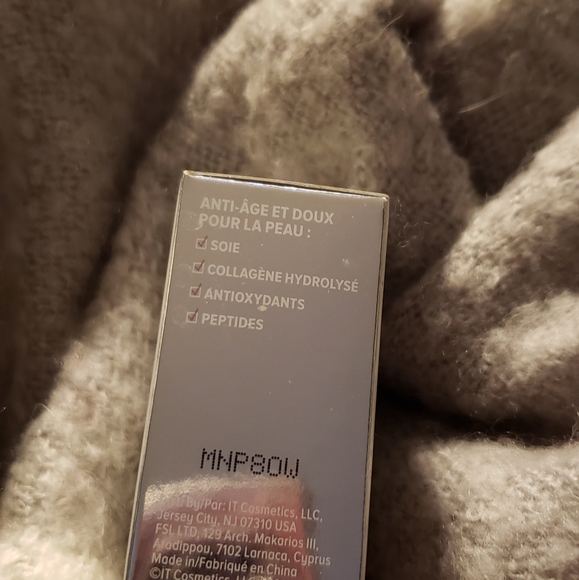 ANTI-ÂGE ET DOUX
POUR LA PEAU :
SOIE
COLLAGÈNE HYDROLYSÉ
ANTIOXYDANTS
PEPTIDES
MNP80W
By/Par: IT Cosmetics, LLC,
Jersey City, NJ 07310 USA
FSL LTD, 129 Arch. Makarios III,
Aradippou, 7102 Larnaca, Cyprus
Made in/Fabriqué en China
©IT Cosmetics,